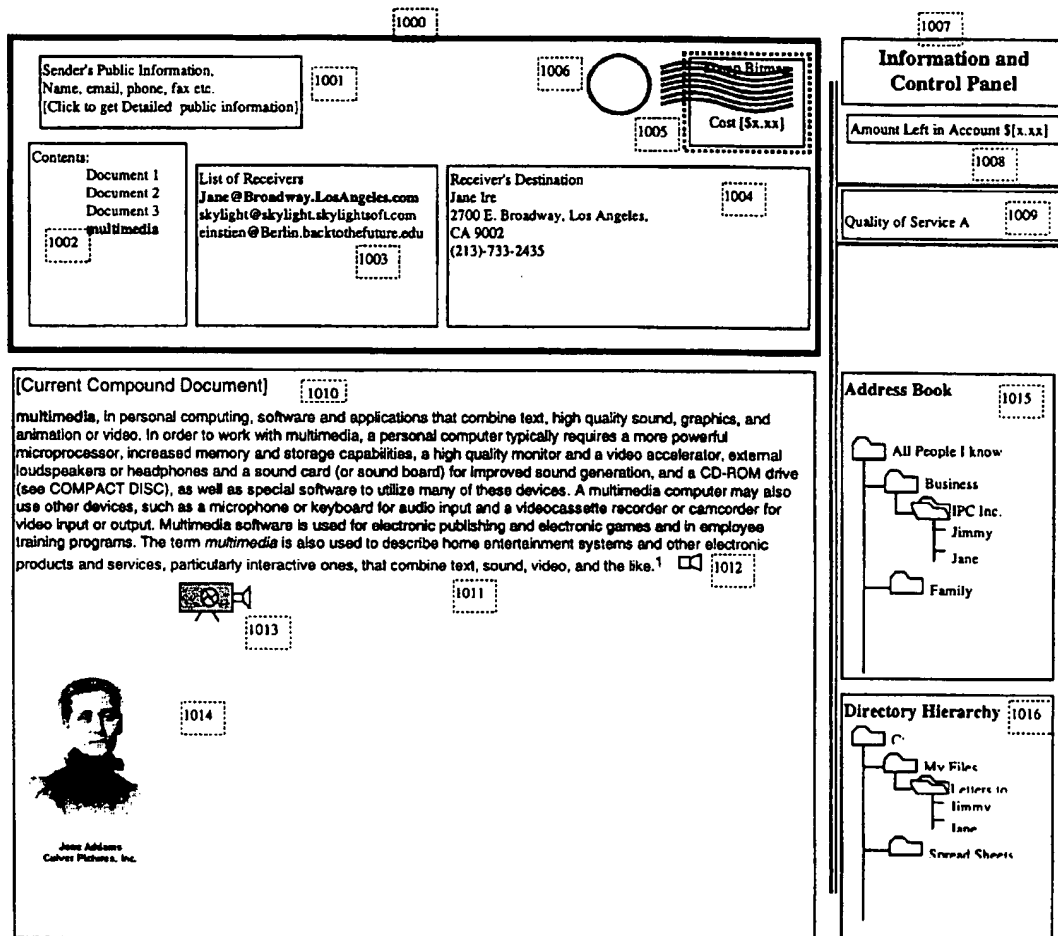 1000
1007
Sender's Public Information,
Name, email, phone, fax etc.
[Click to get Detailed public information]
1001
1006
Bitmap
Cost [$x.xx]
1005
Information and
Control Panel
Amount Left in Account $[x.xx]
1008
Quality of Service A
1009
Contents:
Document 1
Document 2
Document 3
multimedia
1002
List of Receivers
Jane@Broadway.LosAngeles.com
skylight@skylight.skylightsoft.com
einstien@Berlin.backtothefuture.edu
1003
Receiver's Destination
Jane Ire
2700 E. Broadway, Los Angeles,
CA 9002
(213)-733-2435
1004
[Current Compound Document]
1010
multimedia, in personal computing, software and applications that combine text, high quality sound, graphics, and
animation or video. In order to work with multimedia, a personal computer typically requires a more powerful
microprocessor, increased memory and storage capabilities, a high quality monitor and a video accelerator, external
loudspeakers or headphones and a sound card (or sound board) for improved sound generation, and a CD-ROM drive
(see COMPACT DISC), as well as special software to utilize many of these devices. A multimedia computer may also
use other devices, such as a microphone or keyboard for audio input and a videocassette recorder or camcorder for
video input or output. Multimedia software is used for electronic publishing and electronic games and in employee
training programs. The term multimedia is also used to describe home entertainment systems and other electronic
products and services, particularly interactive ones, that combine text, sound, video, and the like.1
1012
1011
1013
1014
Jane Addams
Culver Pictures, Inc.
Address Book
1015
All People I know
Business
IPC Inc.
Jimmy
Jane
Family
Directory Hierarchy
1016
My Files
Letters to
Jimmy
Jane
Spread Sheets